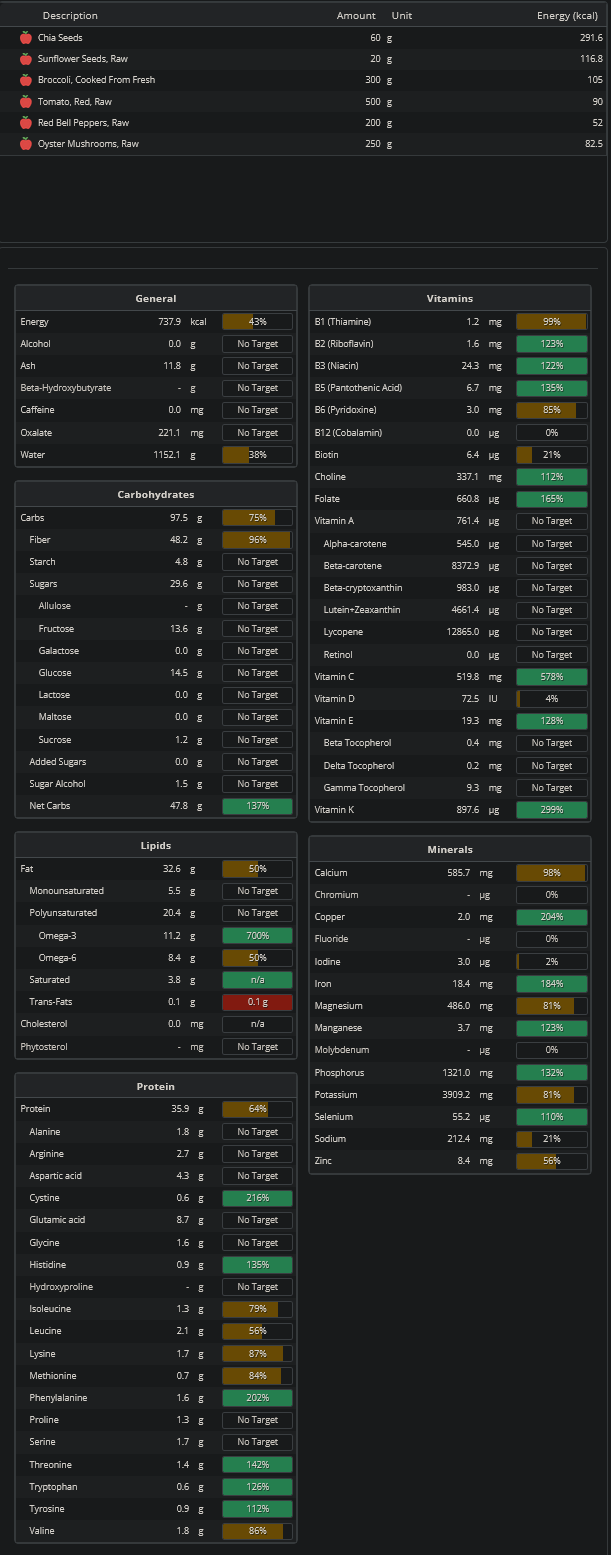 Description Amount Unit Energy (kcal)
Chia Seeds 60 g 291.6
Sunflower Seeds, Raw 20 g 116.8
Broccoli, Cooked From Fresh 300 g 105
Tomato, Red, Raw 500 g 90
Red Bell Peppers, Raw 200 g 52
Oyster Mushrooms, Raw 250 g 82.5
General
Energy 737.9 kcal 43%
Alcohol 0.0 g No Target
Ash 11.8 g No Target
Beta-Hydroxybutyrate - g No Target
Caffeine 0.0 mg No Target
Oxalate 221.1 mg No Target
Water 1152.1 g 38%
Carbohydrates
Carbs 97.5 g 75%
Fiber 48.2 g 96%
Starch 4.8 g No Target
Sugars 29.6 g No Target
Allulose - g No Target
Fructose 13.6 g No Target
Galactose 0.0 g No Target
Glucose 14.5 g No Target
Lactose 0.0 g No Target
Maltose 0.0 g No Target
Sucrose 1.2 g No Target
Added Sugars 0.0 g No Target
Sugar Alcohol 1.5 g No Target
Net Carbs 47.8 g 137%
Lipids
Fat 32.6 g 50%
Monounsaturated 5.5 g No Target
Polyunsaturated 20.4 g No Target
Omega-3 11.2 g 700%
Omega-6 8.4 g 50%
Saturated 3.8 g n/a
Trans-Fats 0.1 g 0.1 g
Cholesterol 0.0 mg n/a
Phytosterol - mg No Target
Protein
Protein 35.9 g 64%
Alanine 1.8 g No Target
Arginine 2.7 g No Target
Aspartic acid 4.3 g No Target
Cystine 0.6 g 216%
Glutamic acid 8.7 g No Target
Glycine 1.6 g No Target
Histidine 0.9 g 135%
Hydroxyproline - g No Target
Isoleucine 1.3 g 79%
Leucine 2.1 g 56%
Lysine 1.7 g 87%
Methionine 0.7 g 84%
Phenylalanine 1.6 g 202%
Proline 1.3 g No Target
Serine 1.7 g No Target
Threonine 1.4 g 142%
Tryptophan 0.6 g 126%
Tyrosine 0.9 g 112%
Valine 1.8 g 86%
Vitamins
B1 (Thiamine) 1.2 mg 99%
B2 (Riboflavin) 1.6 mg 123%
B3 (Niacin) 24.3 mg 122%
B5 (Pantothenic Acid) 6.7 mg 135%
B6 (Pyridoxine) 3.0 mg 85%
B12 (Cobalamin) 0.0 µg 0%
Biotin 6.4 µg 21%
Choline 337.1 mg 112%
Folate 660.8 µg 165%
Vitamin A 761.4 µg No Target
Alpha-carotene 545.0 µg No Target
Beta-carotene 8372.9 µg No Target
Beta-cryptoxanthin 983.0 µg No Target
Lutein+Zeaxanthin 4661.4 µg No Target
Lycopene 12865.0 µg No Target
Retinol 0.0 µg No Target
Vitamin C 519.8 mg 578%
Vitamin D 72.5 IU 4%
Vitamin E 19.3 mg 128%
Beta Tocopherol 0.4 mg No Target
Delta Tocopherol 0.2 mg No Target
Gamma Tocopherol 9.3 mg No Target
Vitamin K 897.6 µg 299%
Minerals
Calcium 585.7 mg 98%
Chromium - µg 0%
Copper 2.0 mg 204%
Fluoride - µg 0%
Iodine 3.0 µg 2%
Iron 18.4 mg 184%
Magnesium 486.0 mg 81%
Manganese 3.7 mg 123%
Molybdenum - µg 0%
Phosphorus 1321.0 mg 132%
Potassium 3909.2 mg 81%
Selenium 55.2 µg 110%
Sodium 212.4 mg 21%
Zinc 8.4 mg 56%